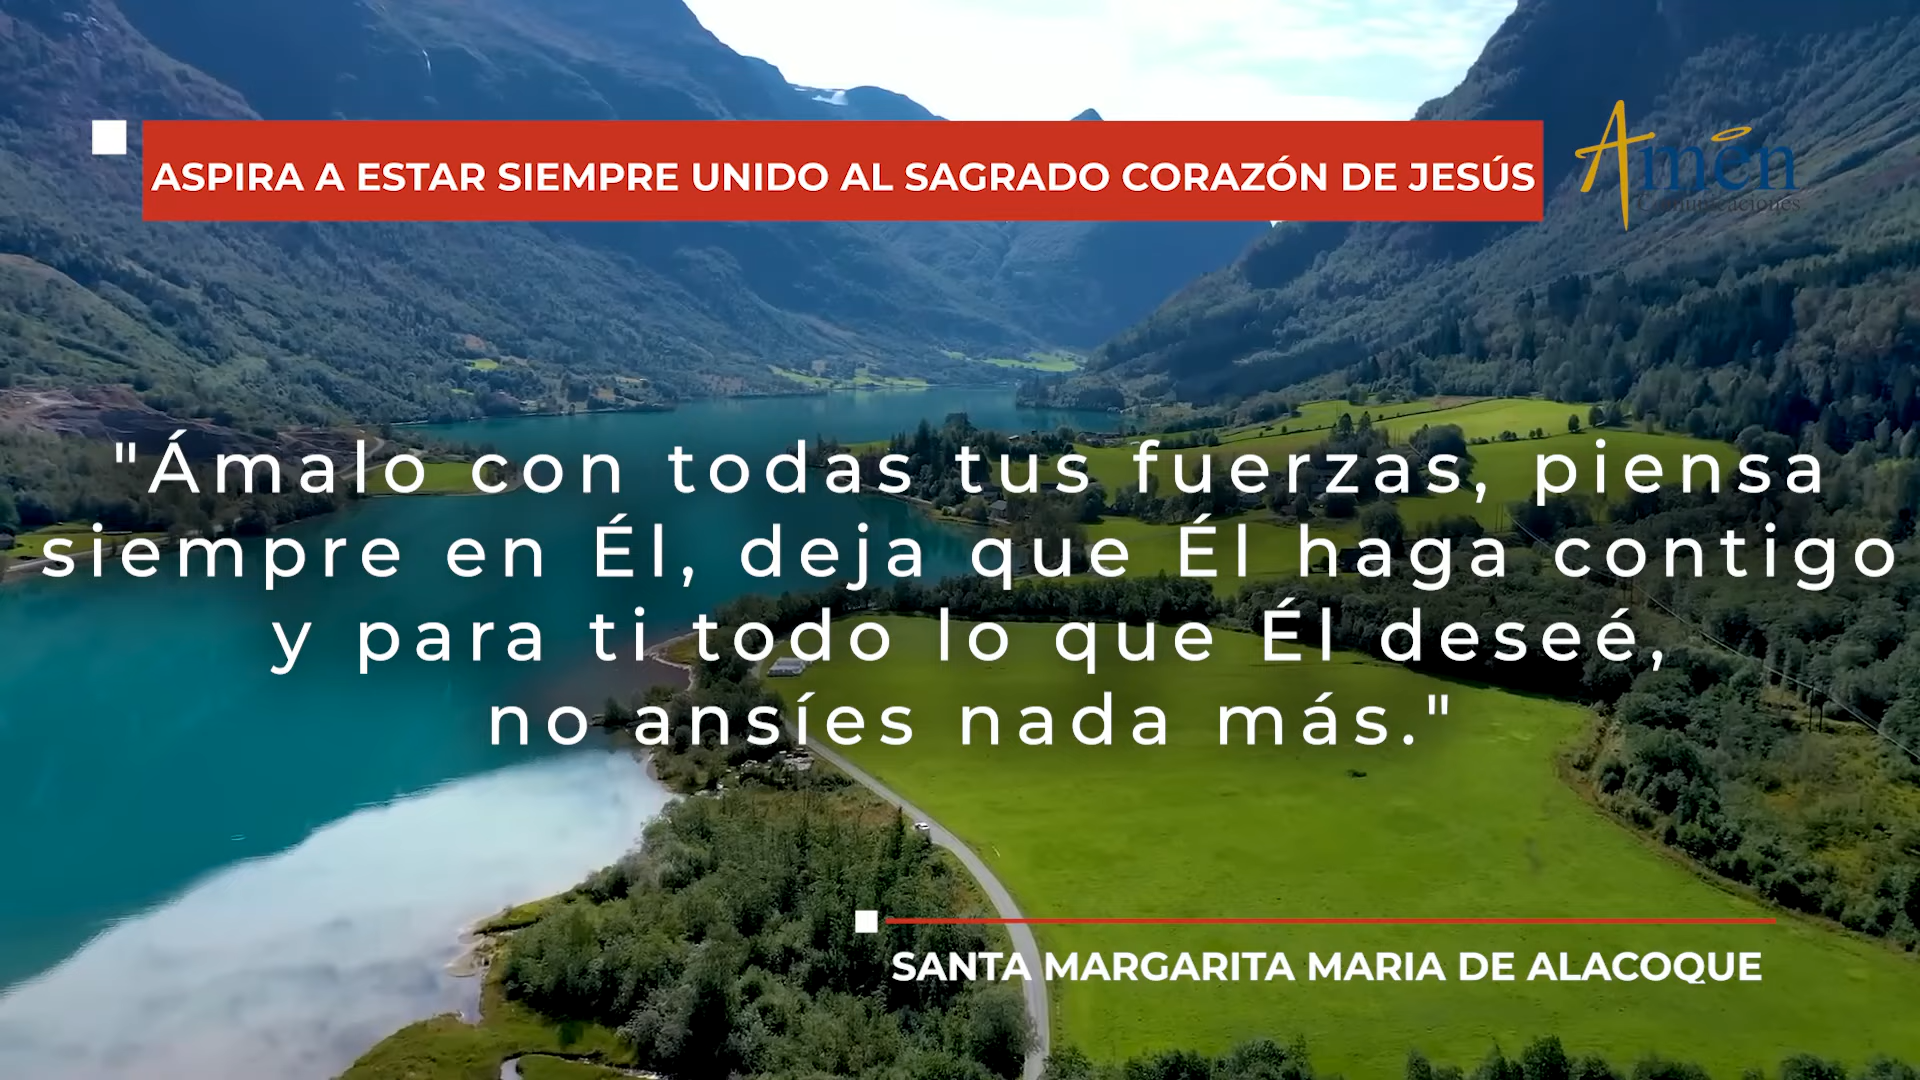 ASPIRA A ESTAR SIEMPRE UNIDO AL SAGRADO CORAZÓN DE JESÚS
Amén
Comunicaciones
"Ámalo con todas tus fuerzas, piensa
siempre en Él, deja que Él haga contigo
y para ti todo lo que Él deseé,
no ansíes nada más."
SANTA MARGARITA MARIA DE ALACOQUE